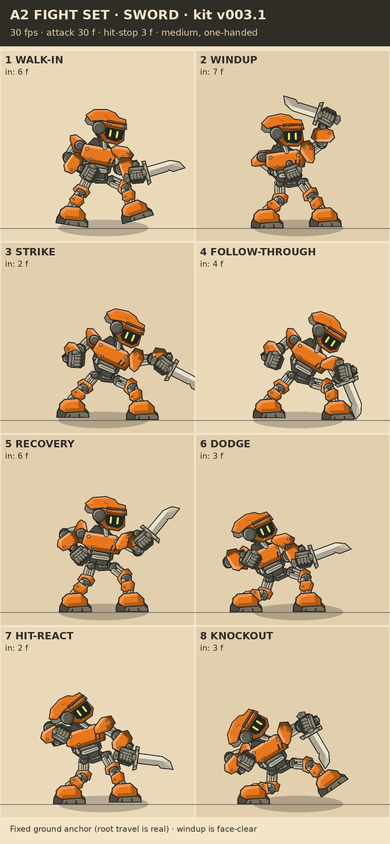 A2 FIGHT SET · SWORD · kit v003.1
30 fps · attack 30 f · hit-stop 3 f · medium, one-handed
1 WALK-IN
in: 6 f
2 WINDUP
in: 7 f
3 STRIKE
in: 2 f
4 FOLLOW-THROUGH
in: 4 f
5 RECOVERY
in: 6 f
6 DODGE
in: 3 f
7 HIT-REACT
in: 2 f
8 KNOCKOUT
in: 3 f
Fixed ground anchor (root travel is real) · windup is face-clear